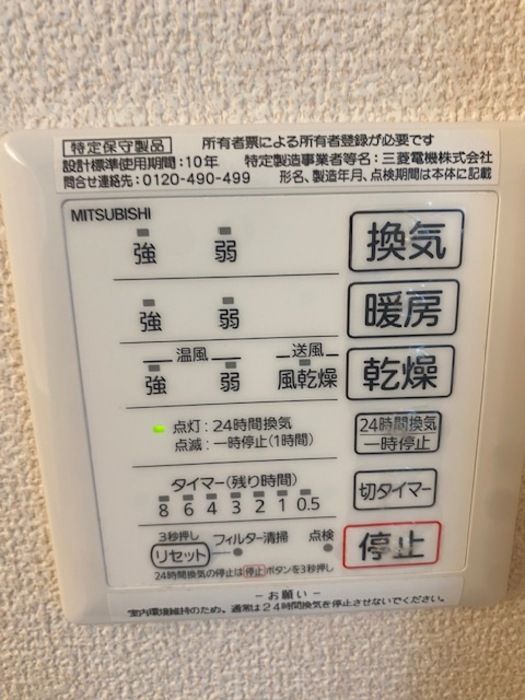 特定保守製品 所有者票による所有者登録が必要です
設計標準使用期間:10年 特定製造事業者等名:三菱電機株式会社
問合せ連絡先:0120-490-499 形名、製造年月、点検期間は本体に記載
MITSUBISHI
強 弱 換気
強 弱 暖房
温風 送風
強 弱 風乾燥 乾燥
点灯:24時間換気
点滅:一時停止(1時間)
24時間換気
一時停止
タイマー(残り時間)
8 6 4 3 2 1 0.5
切タイマー
3秒押し
リセット フィルター清掃 点検
停止
24時間換気の停止は停止ボタンを3秒押し
-お願い-
室内環境維持のため。通常は24時間換気を停止させないでください。